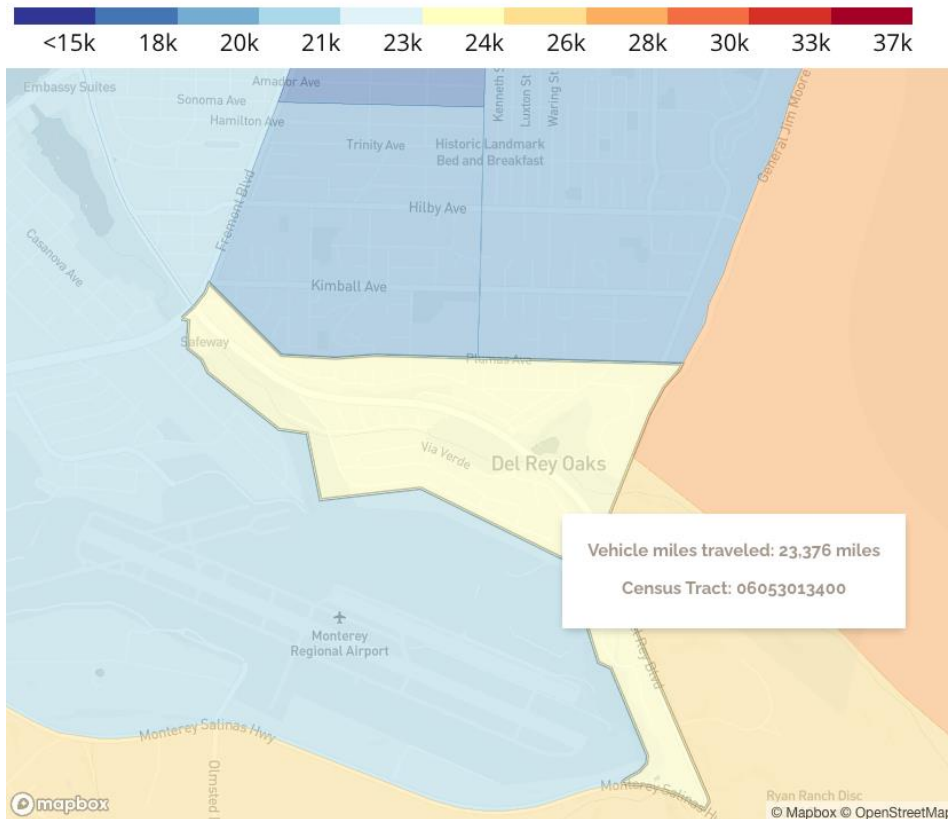 <15k 18k 20k 21k 23k 24k 26k 28k 30k 33k 37k
Embassy Suites
Amador Ave
Sonoma Ave
Hamilton Ave
Kenneth S
Luxton St
Waring St
General Jim Moore
Trinity Ave
Historic Landmark
Bed and Breakfast
Fremont Blvd
Hilby Ave
Casanova Ave
Kimball Ave
Safeway
Plumas Ave
Via Verde
Del Rey Oaks
Vehicle miles traveled: 23,376 miles
Census Tract: 06053013400
Monterey
Regional Airport
Rey Blvd
Monterey Salinas Hwy
Olmsted
Monterey Salinas Hw
Ryan Ranch Disc
mapbox
© Mapbox © OpenStreetMap